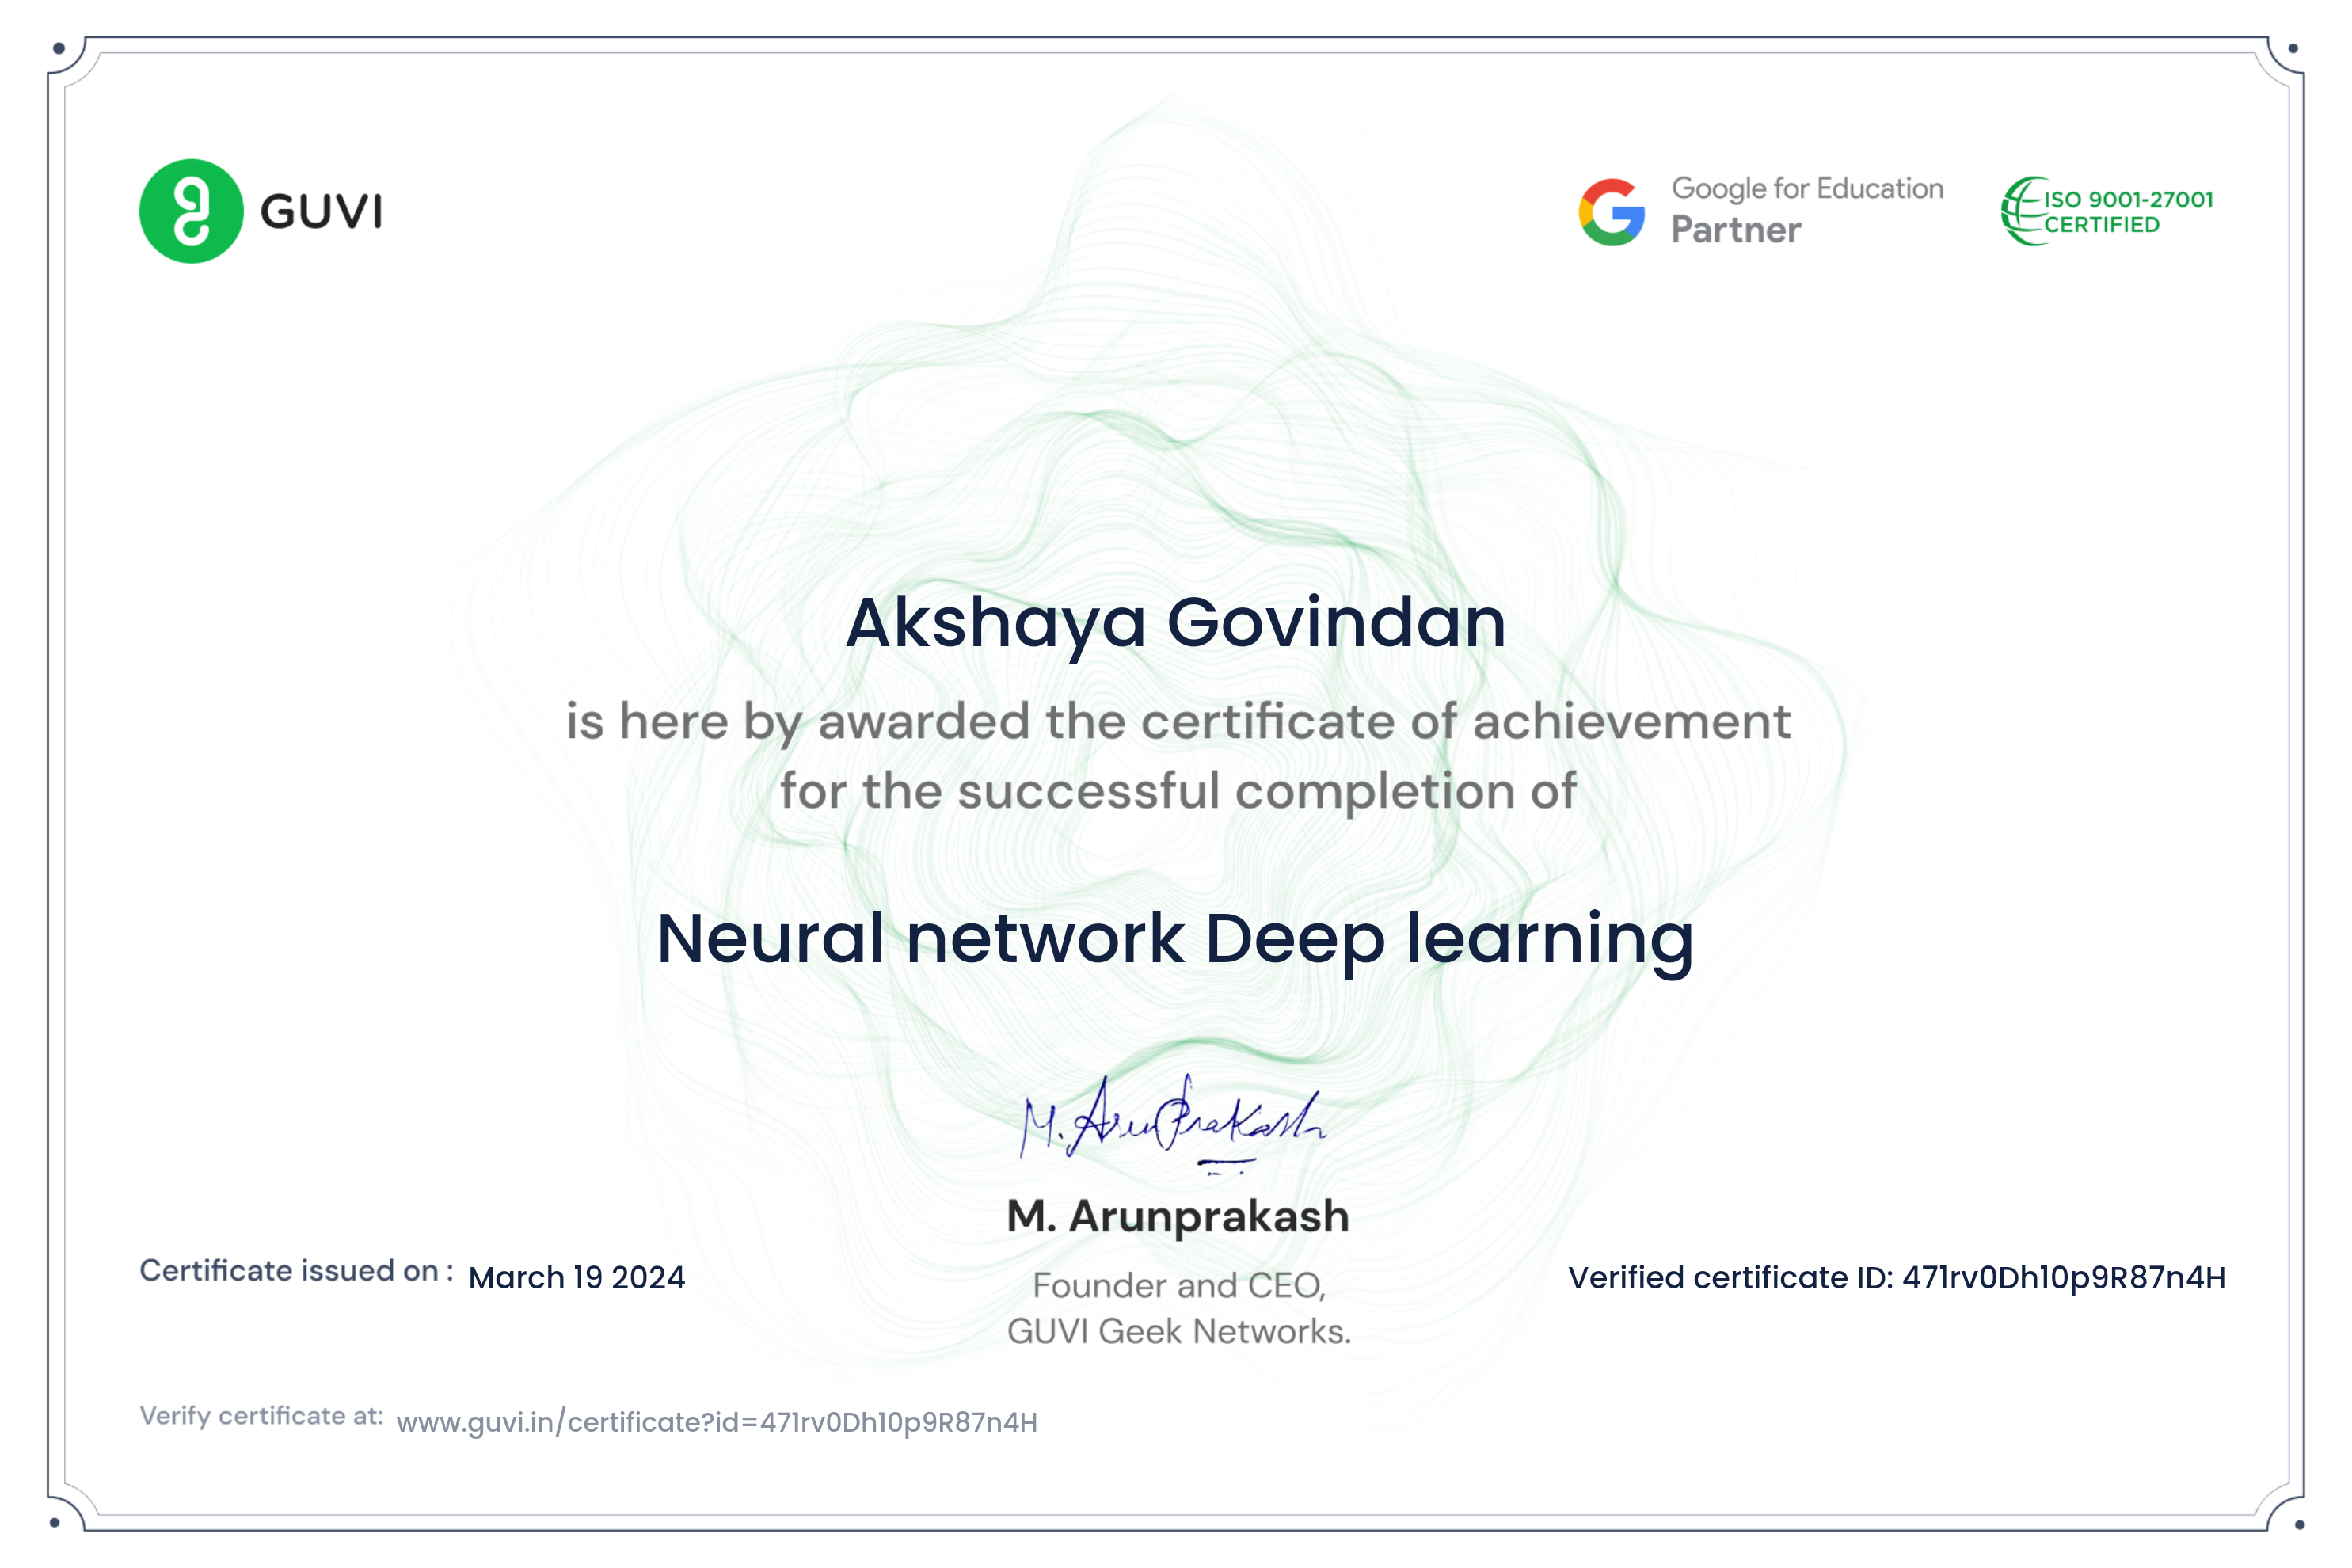 GUVI
Google for Education
Partner
ISO 9001-27001
CERTIFIED
Akshaya Govindan
is here by awarded the certificate of achievement
for the successful completion of
Neural network Deep learning
M. Arunprakash
M. Arunprakash
Founder and CEO,
GUVI Geek Networks.
Certificate issued on : March 19 2024
Verified certificate ID: 471rv0Dh10p9R87n4H
Verify certificate at: www.guvi.in/certificate?id=471rv0Dh10p9R87n4H